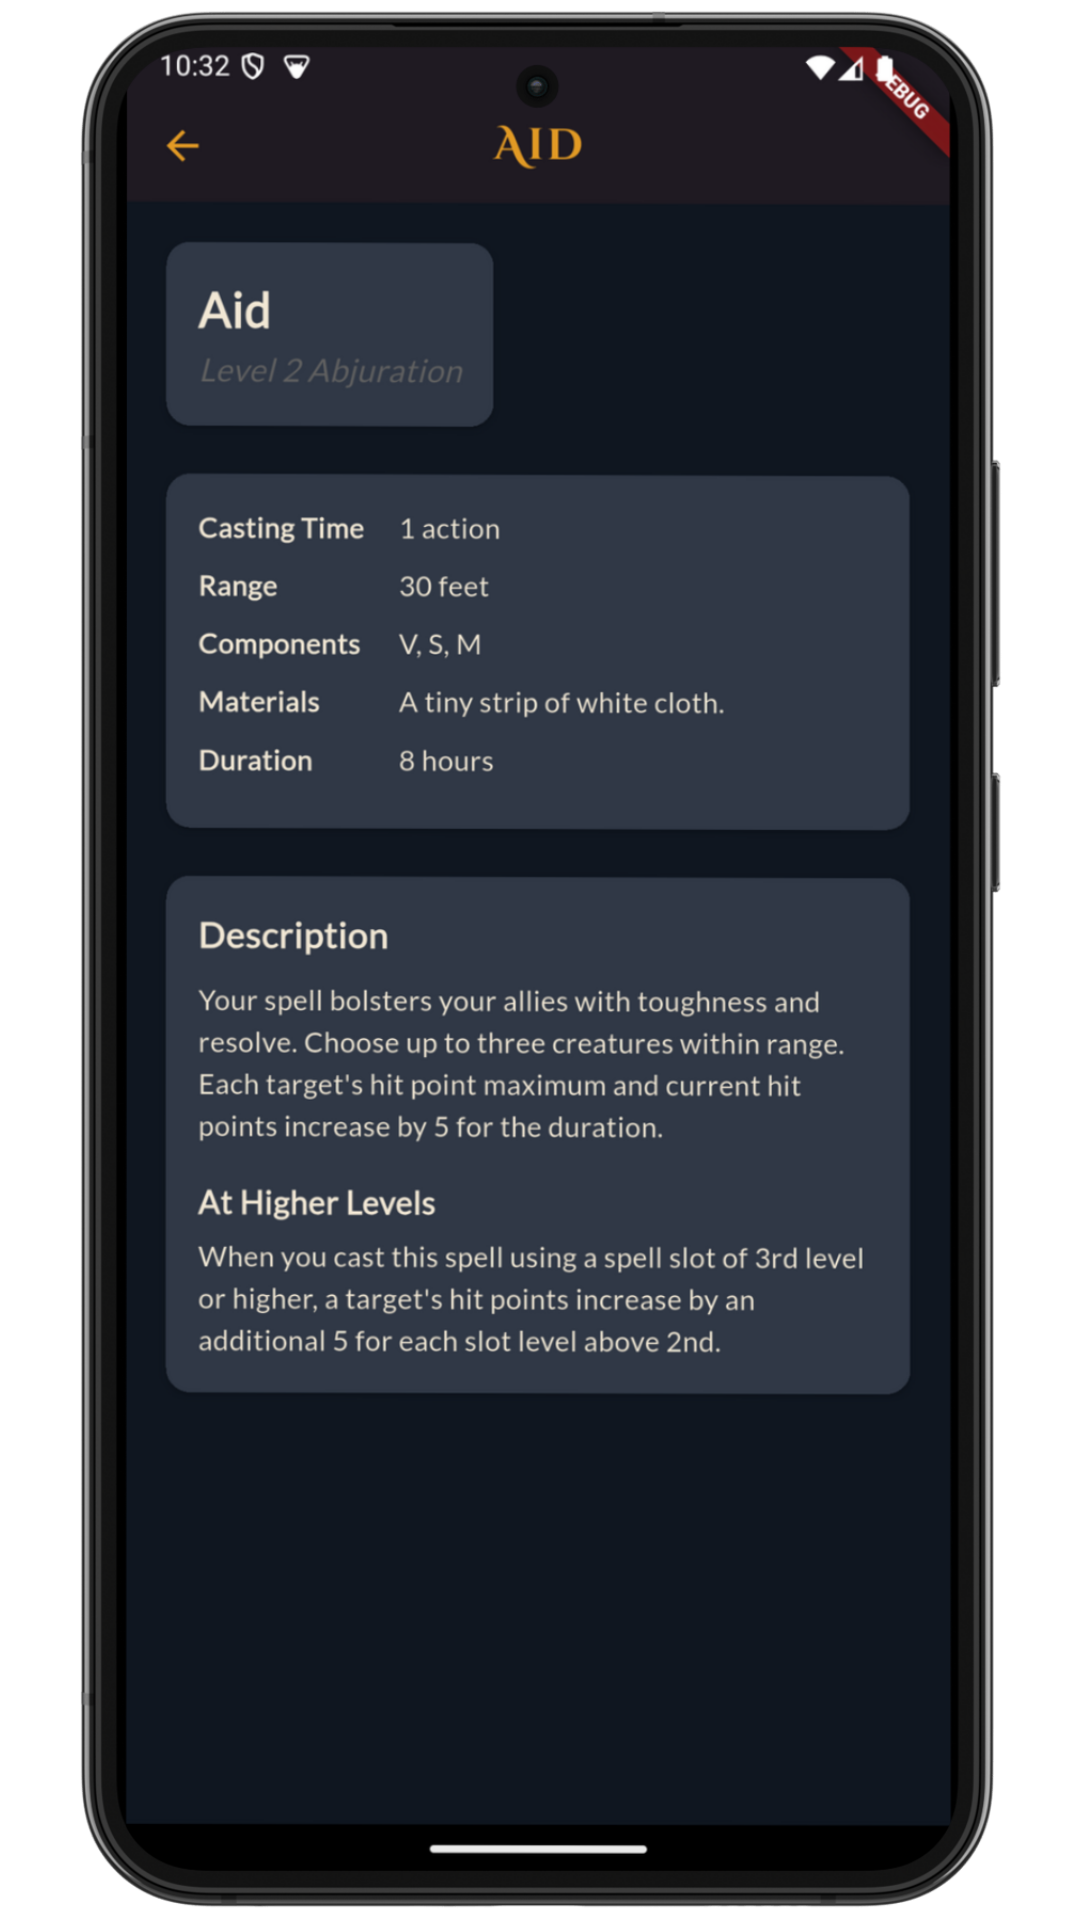 10:32
EBUG
AID
Aid
Level 2 Abjuration
Casting Time 1 action
Range 30 feet
Components V, S, M
Materials A tiny strip of white cloth.
Duration 8 hours
Description
Your spell bolsters your allies with toughness and
resolve. Choose up to three creatures within range.
Each target's hit point maximum and current hit
points increase by 5 for the duration.
At Higher Levels
When you cast this spell using a spell slot of 3rd level
or higher, a target's hit points increase by an
additional 5 for each slot level above 2nd.